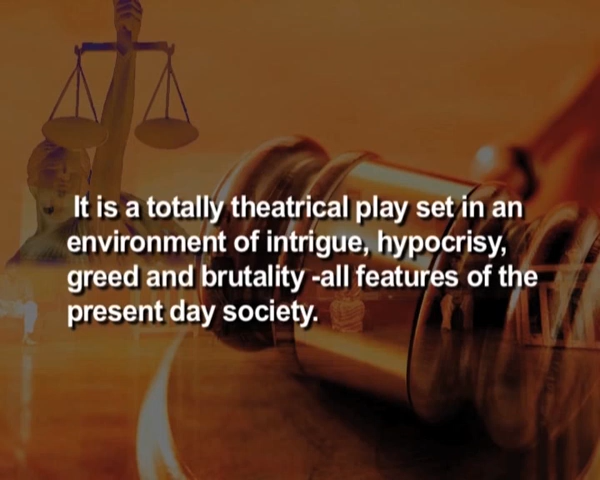 It is a totally theatrical play set in an
environment of intrigue, hypocrisy,
greed and brutality -all features of the
present day society.